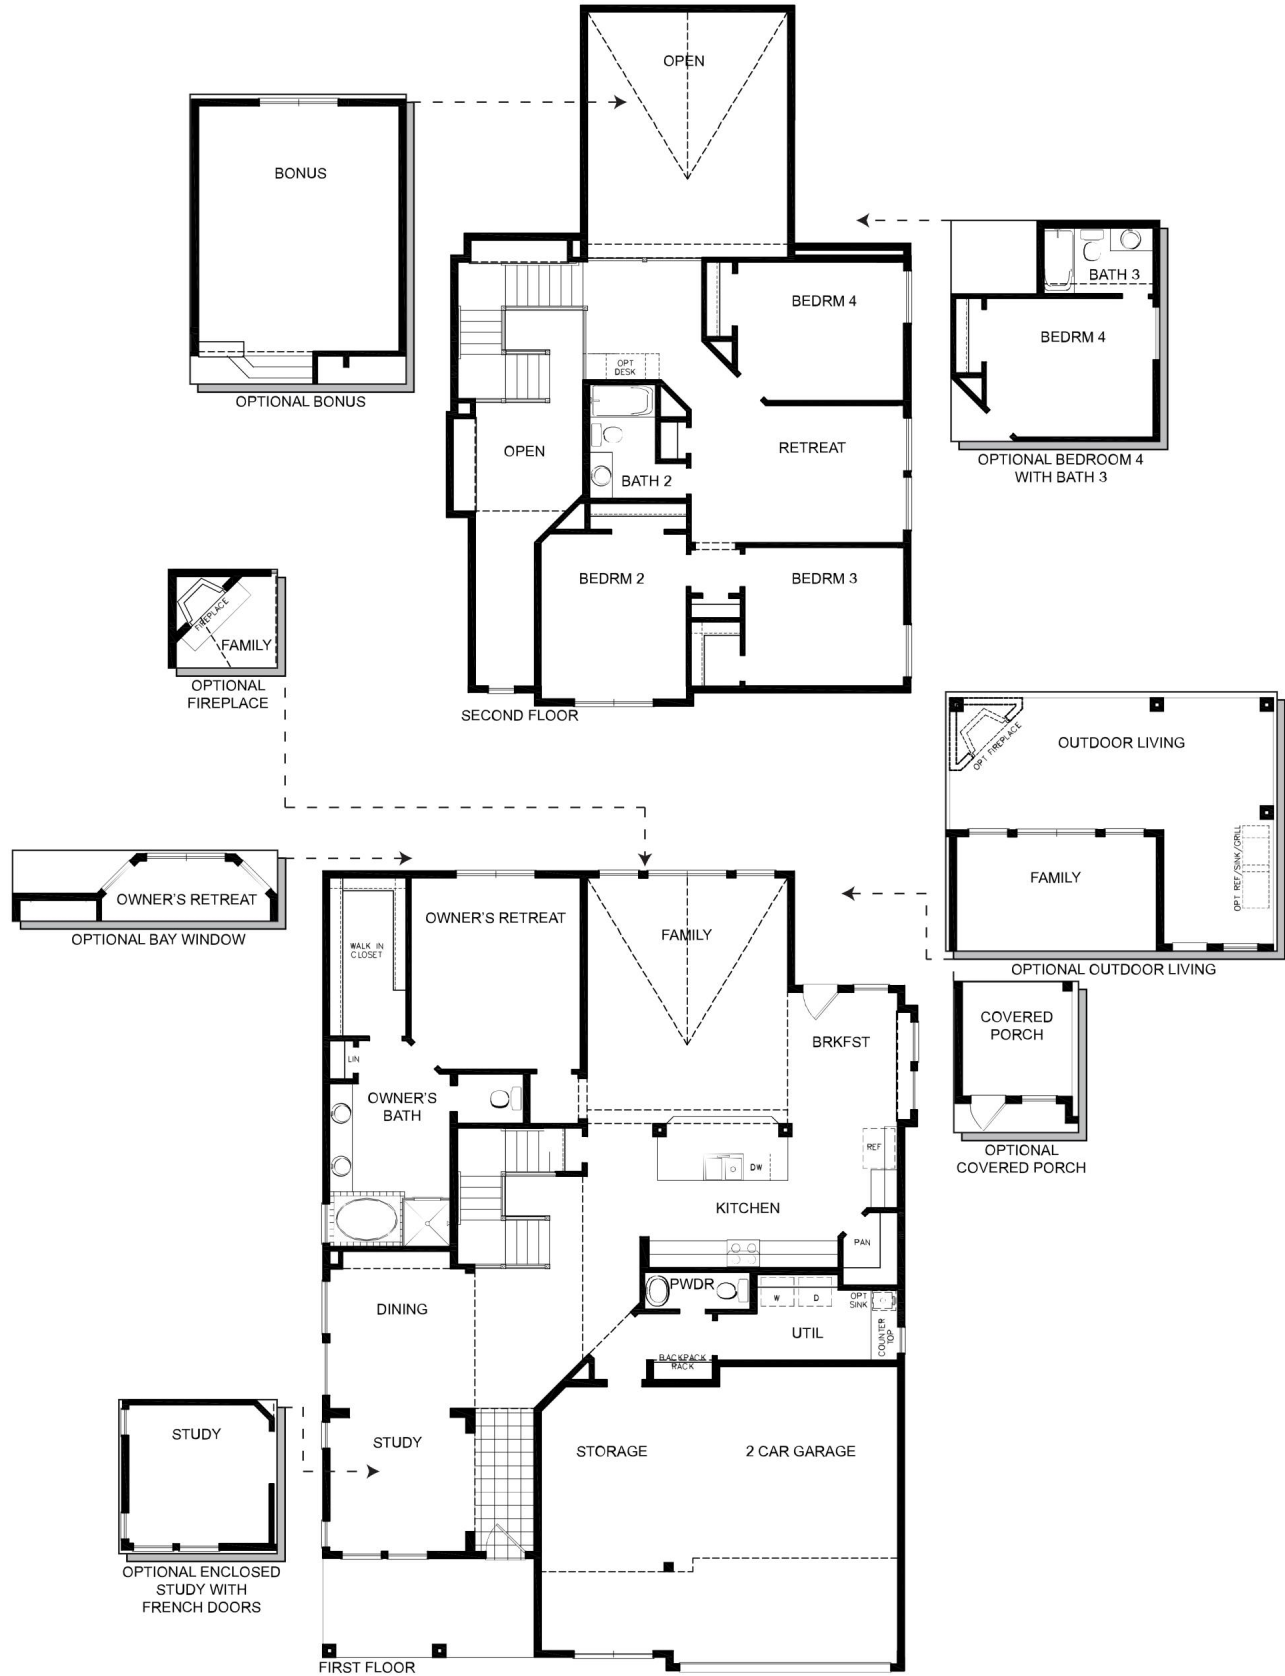 OPEN
BONUS
OPTIONAL BONUS
BEDRM 4
OPT
DESK
OPEN
BATH 2
RETREAT
BEDRM 2
BEDRM 3
SECOND FLOOR
BATH 3
BEDRM 4
OPTIONAL BEDROOM 4
WITH BATH 3
FIREPLACE
FAMILY
OPTIONAL
FIREPLACE
OUTDOOR LIVING
OPT FIREPLACE
OPT REF/SINK/GRILL
FAMILY
OPTIONAL OUTDOOR LIVING
OWNER'S RETREAT
OPTIONAL BAY WINDOW
COVERED
PORCH
OPTIONAL
COVERED PORCH
OWNER'S RETREAT
WALK IN
CLOSET
FAMILY
BRKFST
LIN
OWNER'S
BATH
REF
DW
KITCHEN
PAN
PWDR
W
D
OPT
SINK
COUNTER
TOP
UTIL
BACKPACK
RACK
DINING
STUDY
STORAGE
2 CAR GARAGE
STUDY
OPTIONAL ENCLOSED
STUDY WITH
FRENCH DOORS
FIRST FLOOR